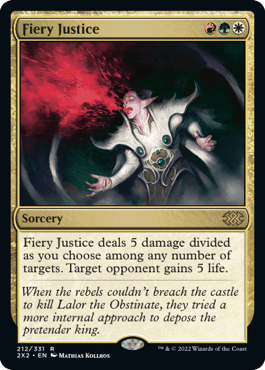 Fiery Justice
Sorcery
Fiery Justice deals 5 damage divided
as you choose among any number of
targets. Target opponent gains 5 life.
When the rebels couldn't breach the castle
to kill Lalor the Obstinate, they tried a
more internal approach to depose the
pretender king.
212/331 R
2X2 • EN MATHIAS KOLLROS
™ & © 2022 Wizards of the Coast